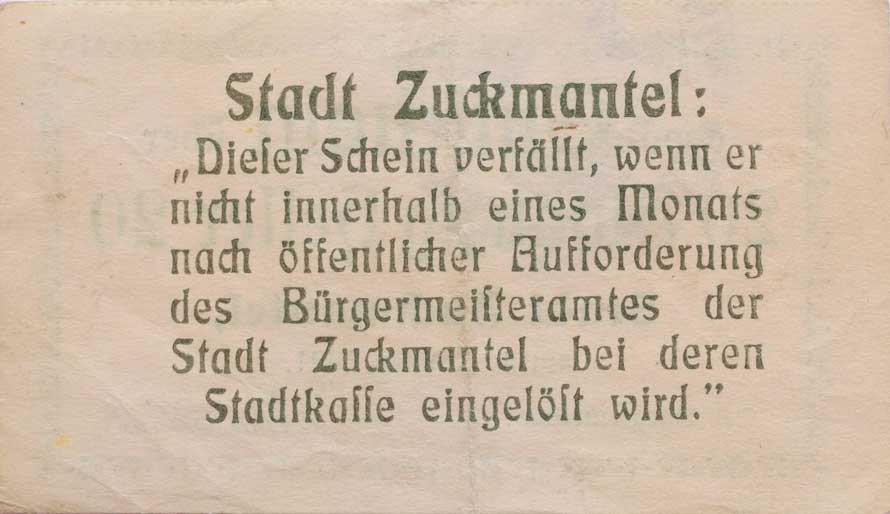 Stadt Zuckmantel:
„Dieſer Schein verfällt, wenn er
nicht innerhalb eines Monats
nach öffentlicher Aufforderung
des Bürgermeiſteramtes der
Stadt Zuckmantel bei deren
Stadtkaſſe eingelöſt wird.”